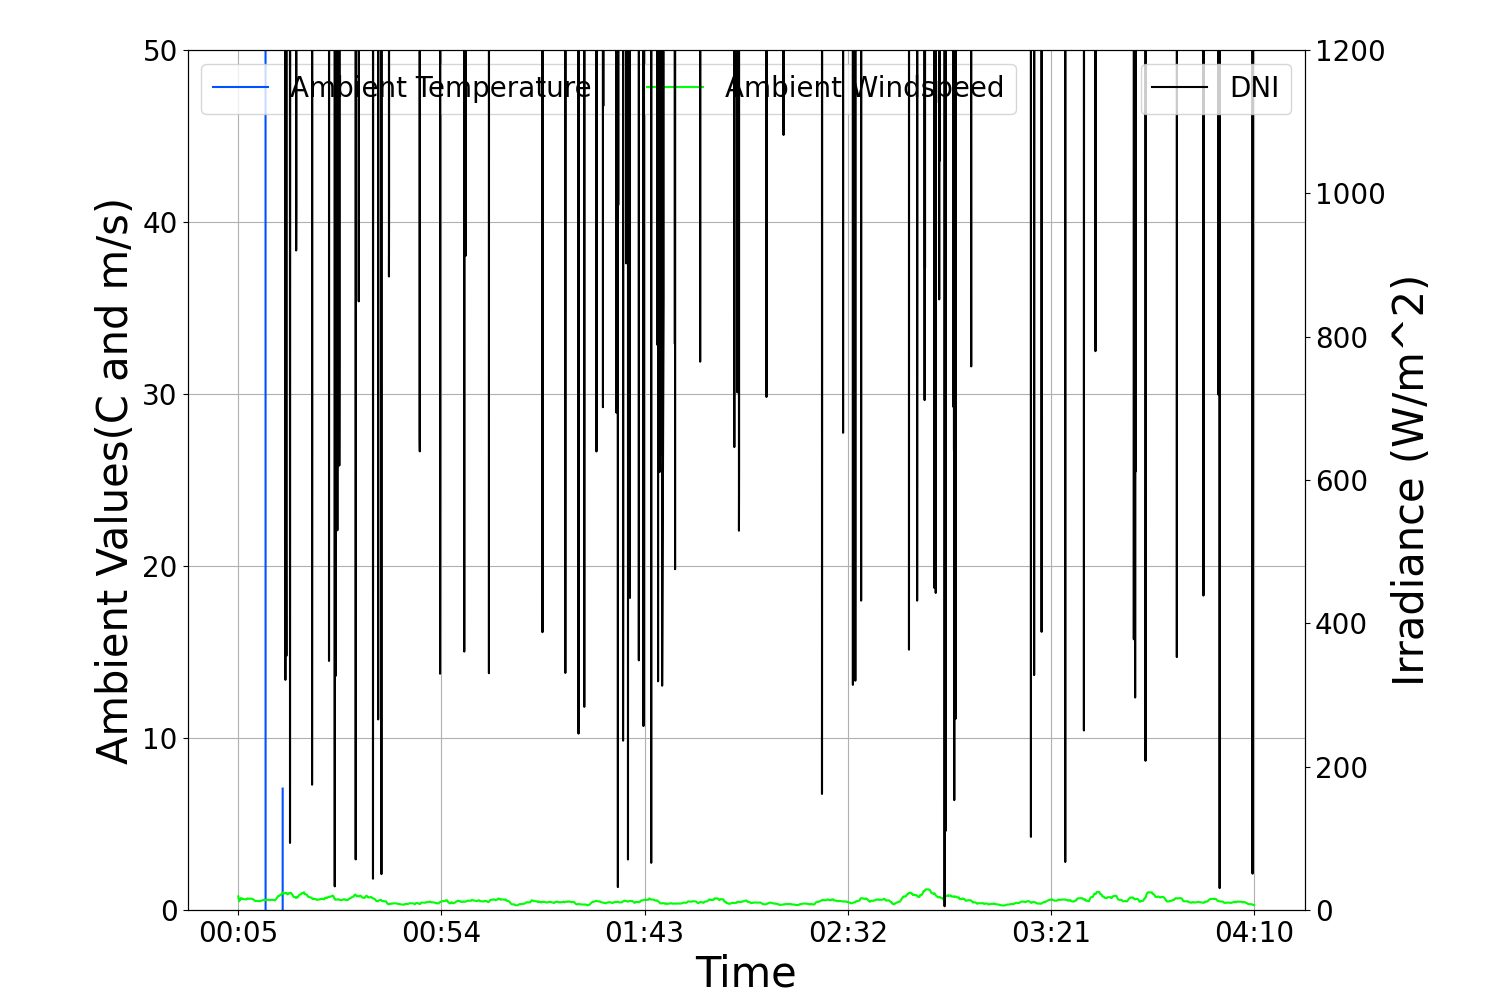 Ambient Temperature
Ambient Windspeed
DNI
Ambient Values(C and m/s)
50
40
30
20
10
0
1200
1000
800
600
400
200
0
Irradiance (W/m^2)
00:05 00:54 01:43 02:32 03:21 04:10
Time